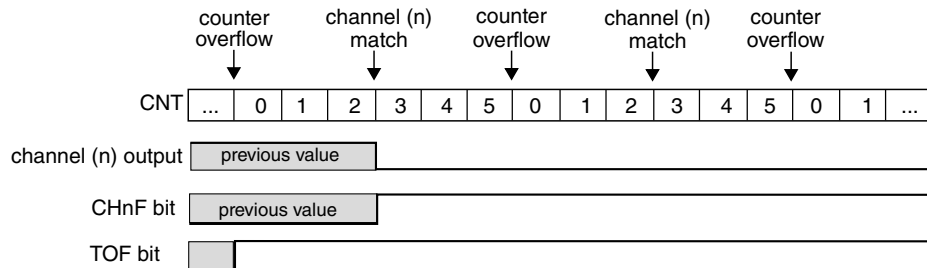 counter overflow channel (n) match counter overflow channel (n) match counter overflow
CNT ... 0 1 2 3 4 5 0 1 2 3 4 5 0 1 ...
channel (n) output previous value
CHnF bit previous value
TOF bit